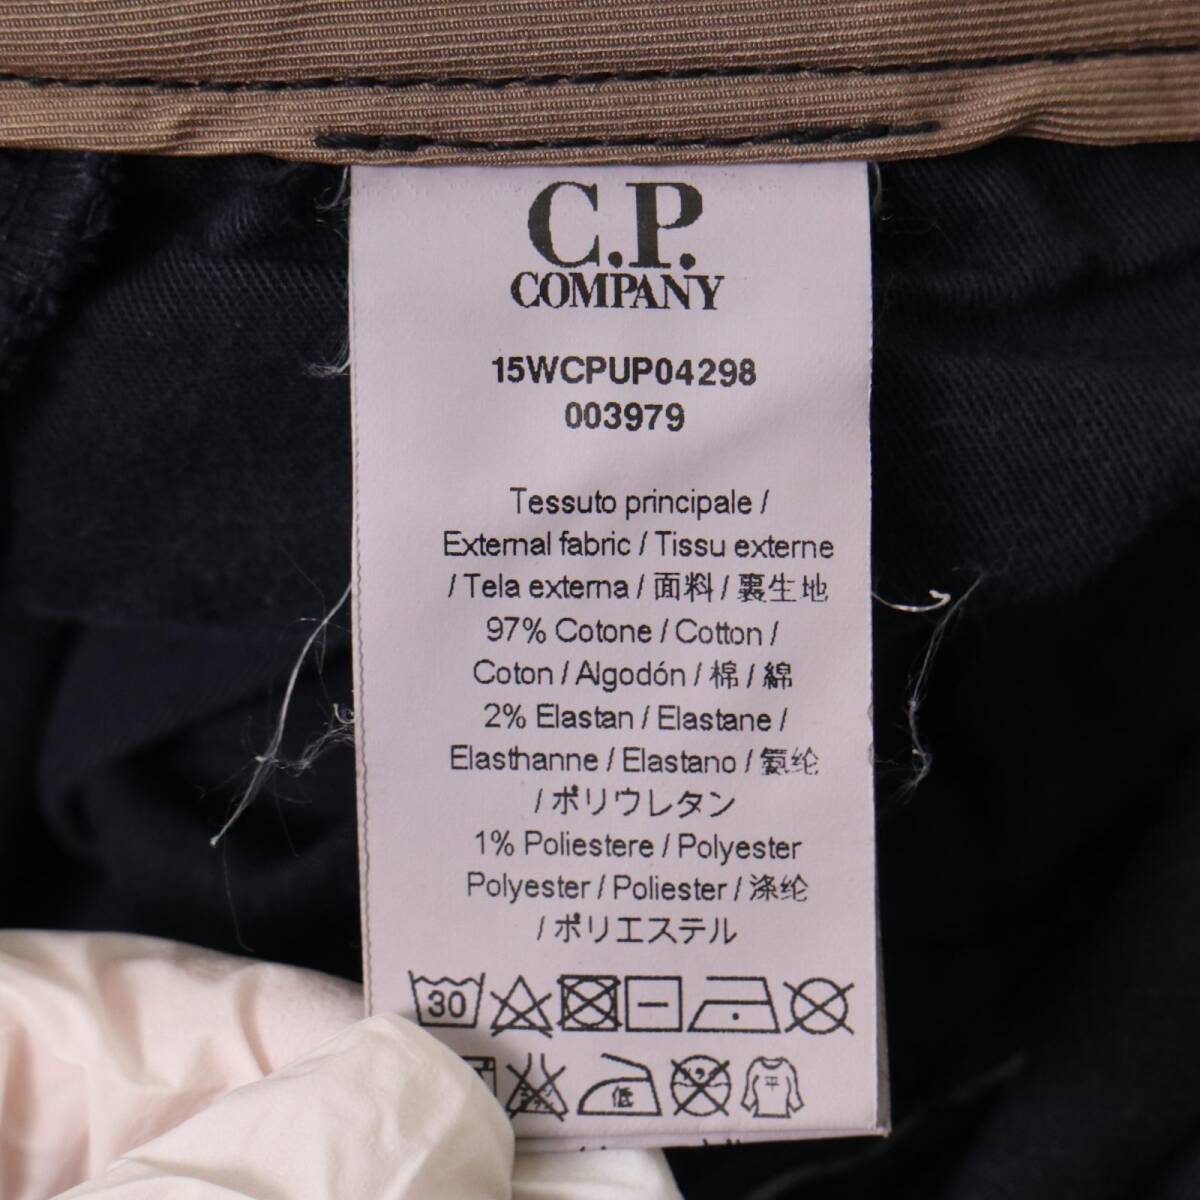 C.P.
COMPANY
15WCPUP04298
003979
Tessuto principale /
External fabric / Tissu externe
/ Tela externa / 面料 / 裏生地
97% Cotone / Cotton /
Coton / Algodón / 棉 / 綿
2% Elastan / Elastane /
Elasthanne / Elastano / 氨纶
/ ポリウレタン
1% Poliestere / Polyester
Polyester / Poliester / 涤纶
/ ポリエステル
30
低
平